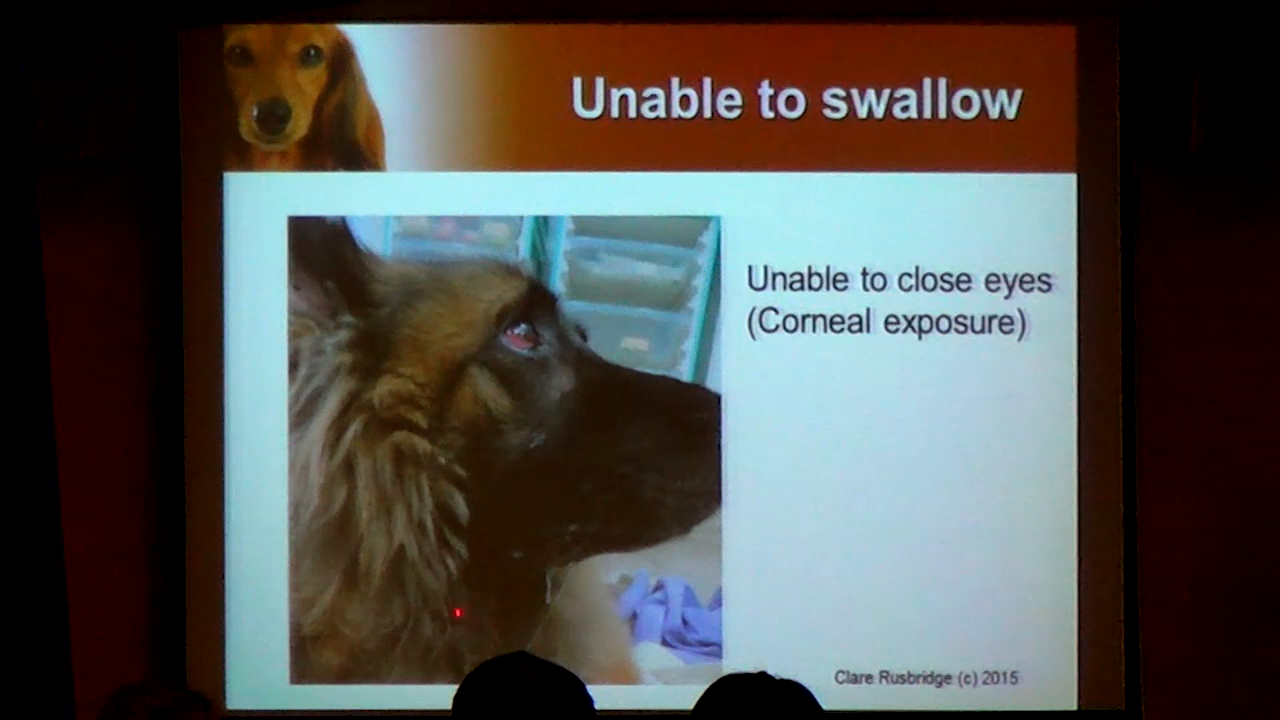 Unable to swallow
Unable to close eyes
(Corneal exposure)
Clare Rusbridge (c) 2015